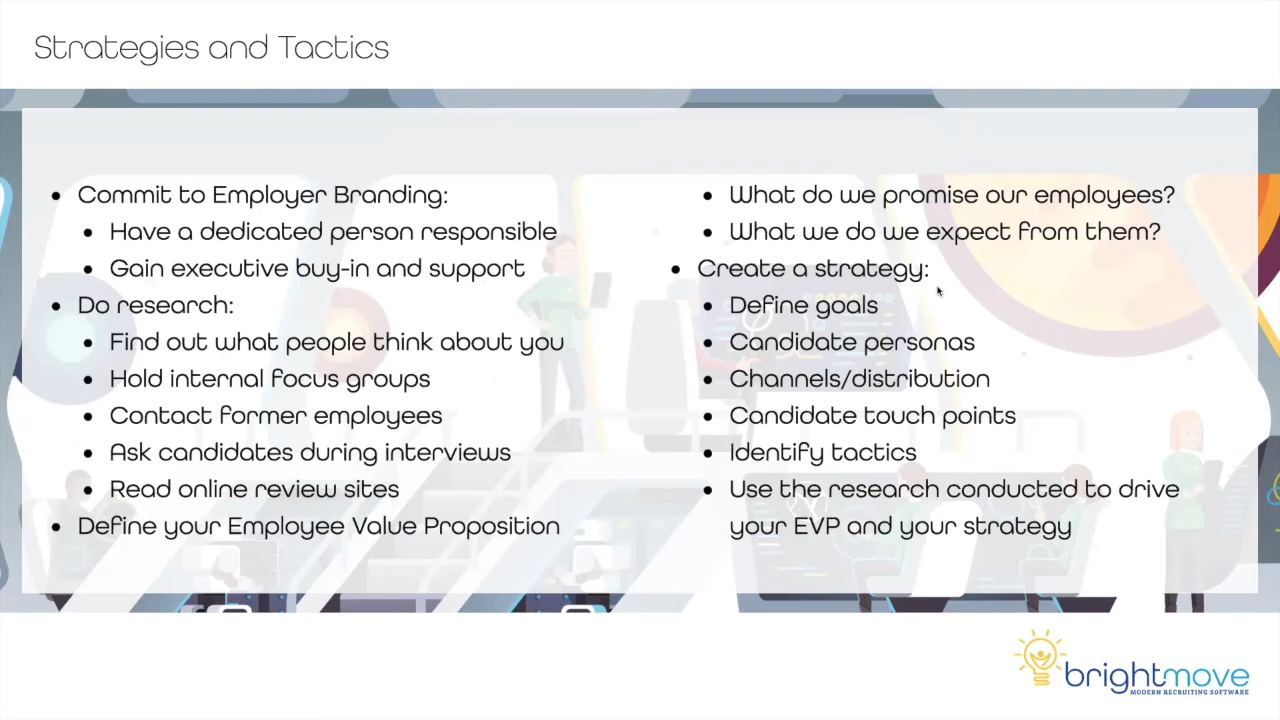 Strategies and Tactics
• Commit to Employer Branding:
• Have a dedicated person responsible
• Gain executive buy-in and support
• Do research:
• Find out what people think about you
• Hold internal focus groups
• Contact former employees
• Ask candidates during interviews
• Read online review sites
• Define your Employee Value Proposition
• What do we promise our employees?
• What we do we expect from them?
• Create a strategy:
• Define goals
• Candidate personas
• Channels/distribution
• Candidate touch points
• Identify tactics
• Use the research conducted to drive
your EVP and your strategy
brightmove
MODERN RECRUITING SOFTWARE